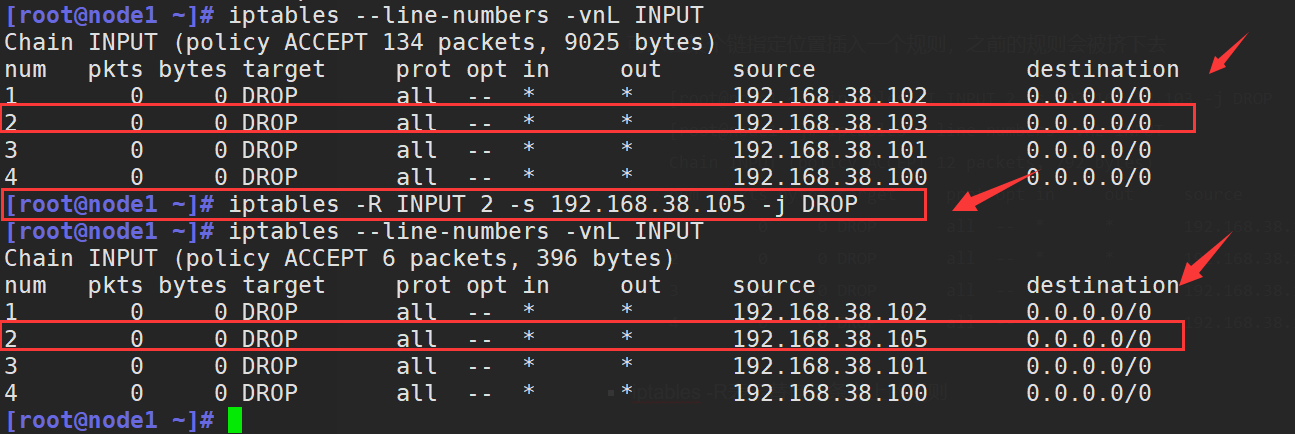 [root@node1 ~]# iptables --line-numbers -vnL INPUT
Chain INPUT (policy ACCEPT 134 packets, 9025 bytes)
num   pkts bytes target     prot opt in     out     source               destination
1        0     0 DROP       all  --  *      *       192.168.38.102       0.0.0.0/0
2        0     0 DROP       all  --  *      *       192.168.38.103       0.0.0.0/0
3        0     0 DROP       all  --  *      *       192.168.38.101       0.0.0.0/0
4        0     0 DROP       all  --  *      *       192.168.38.100       0.0.0.0/0
[root@node1 ~]# iptables -R INPUT 2 -s 192.168.38.105 -j DROP
[root@node1 ~]# iptables --line-numbers -vnL INPUT
Chain INPUT (policy ACCEPT 6 packets, 396 bytes)
num   pkts bytes target     prot opt in     out     source               destination
1        0     0 DROP       all  --  *      *       192.168.38.102       0.0.0.0/0
2        0     0 DROP       all  --  *      *       192.168.38.105       0.0.0.0/0
3        0     0 DROP       all  --  *      *       192.168.38.101       0.0.0.0/0
4        0     0 DROP       all  --  *      *       192.168.38.100       0.0.0.0/0
[root@node1 ~]#